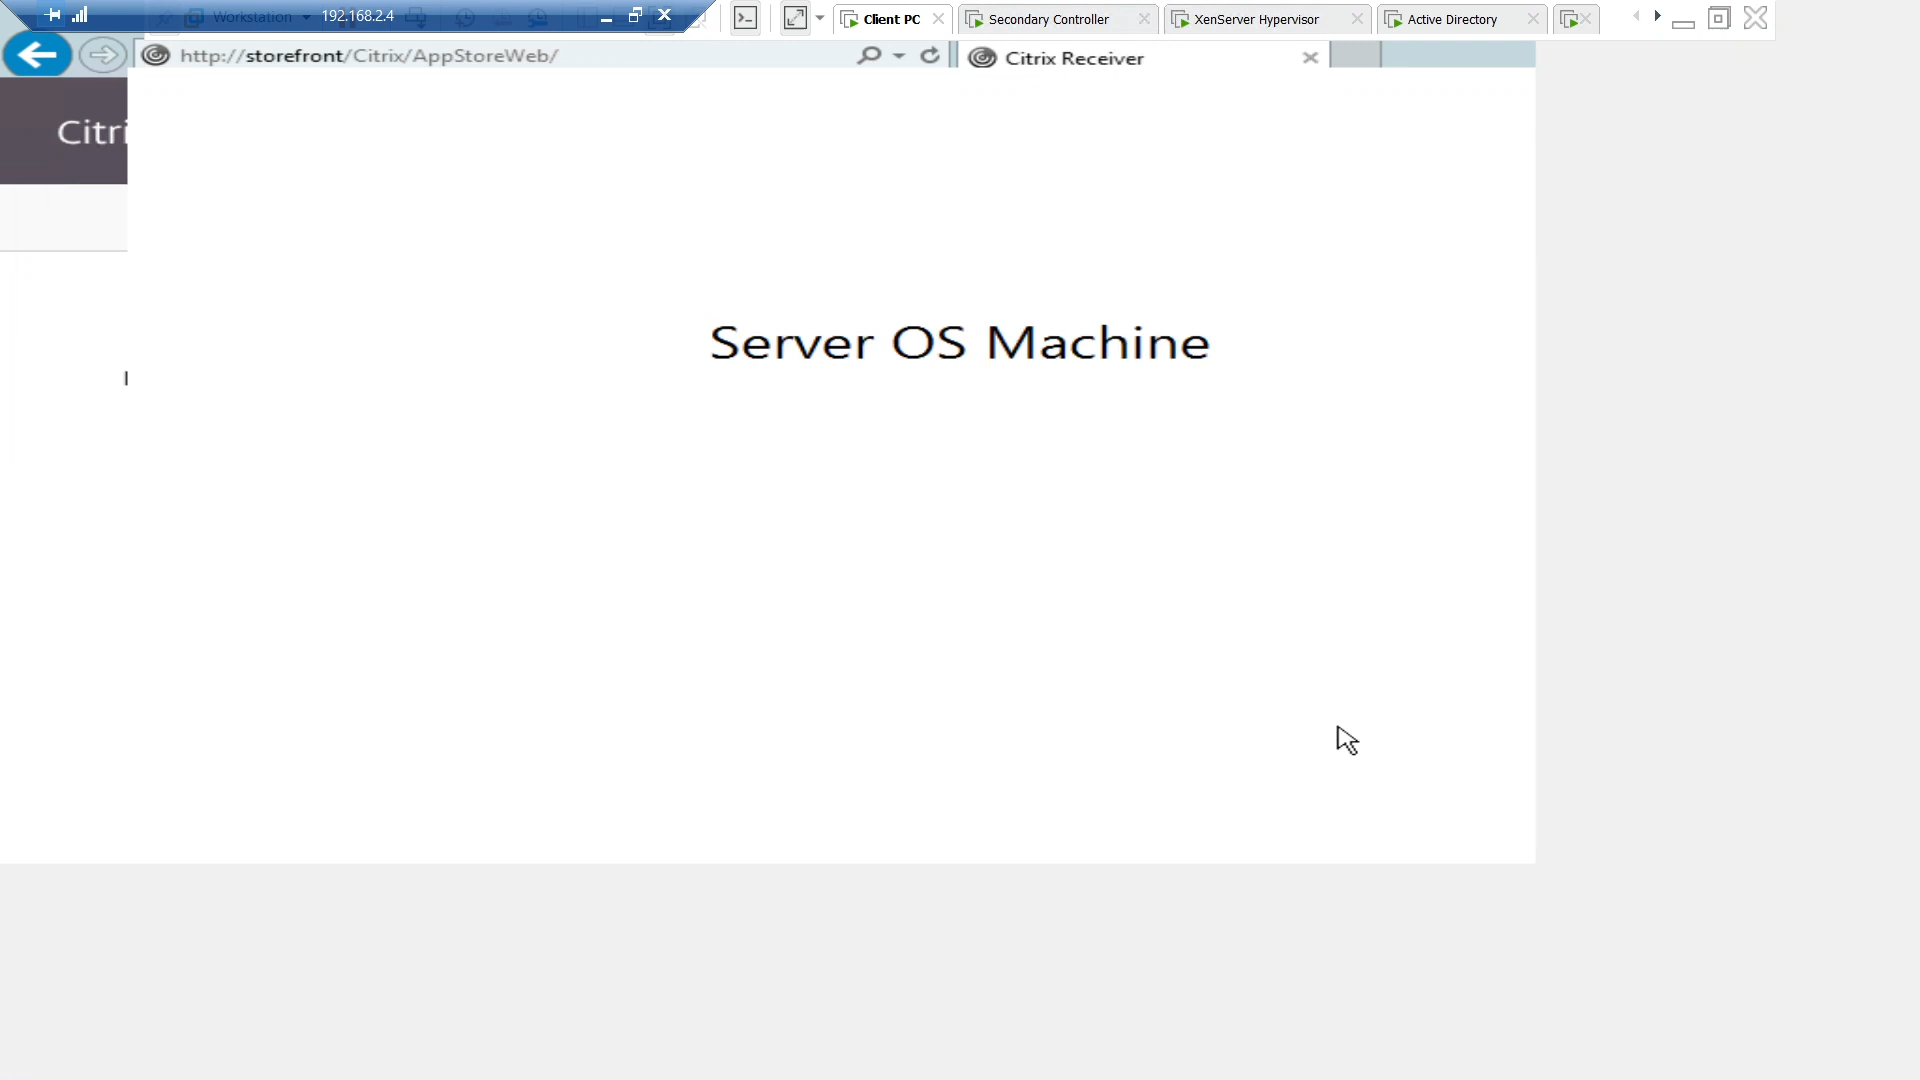 Workstation 192.168.2.4 Client PC Secondary Controller XenServer Hypervisor Active Directory
http://storefront/Citrix/AppStoreWeb/ Citrix Receiver
Citri
Server OS Machine